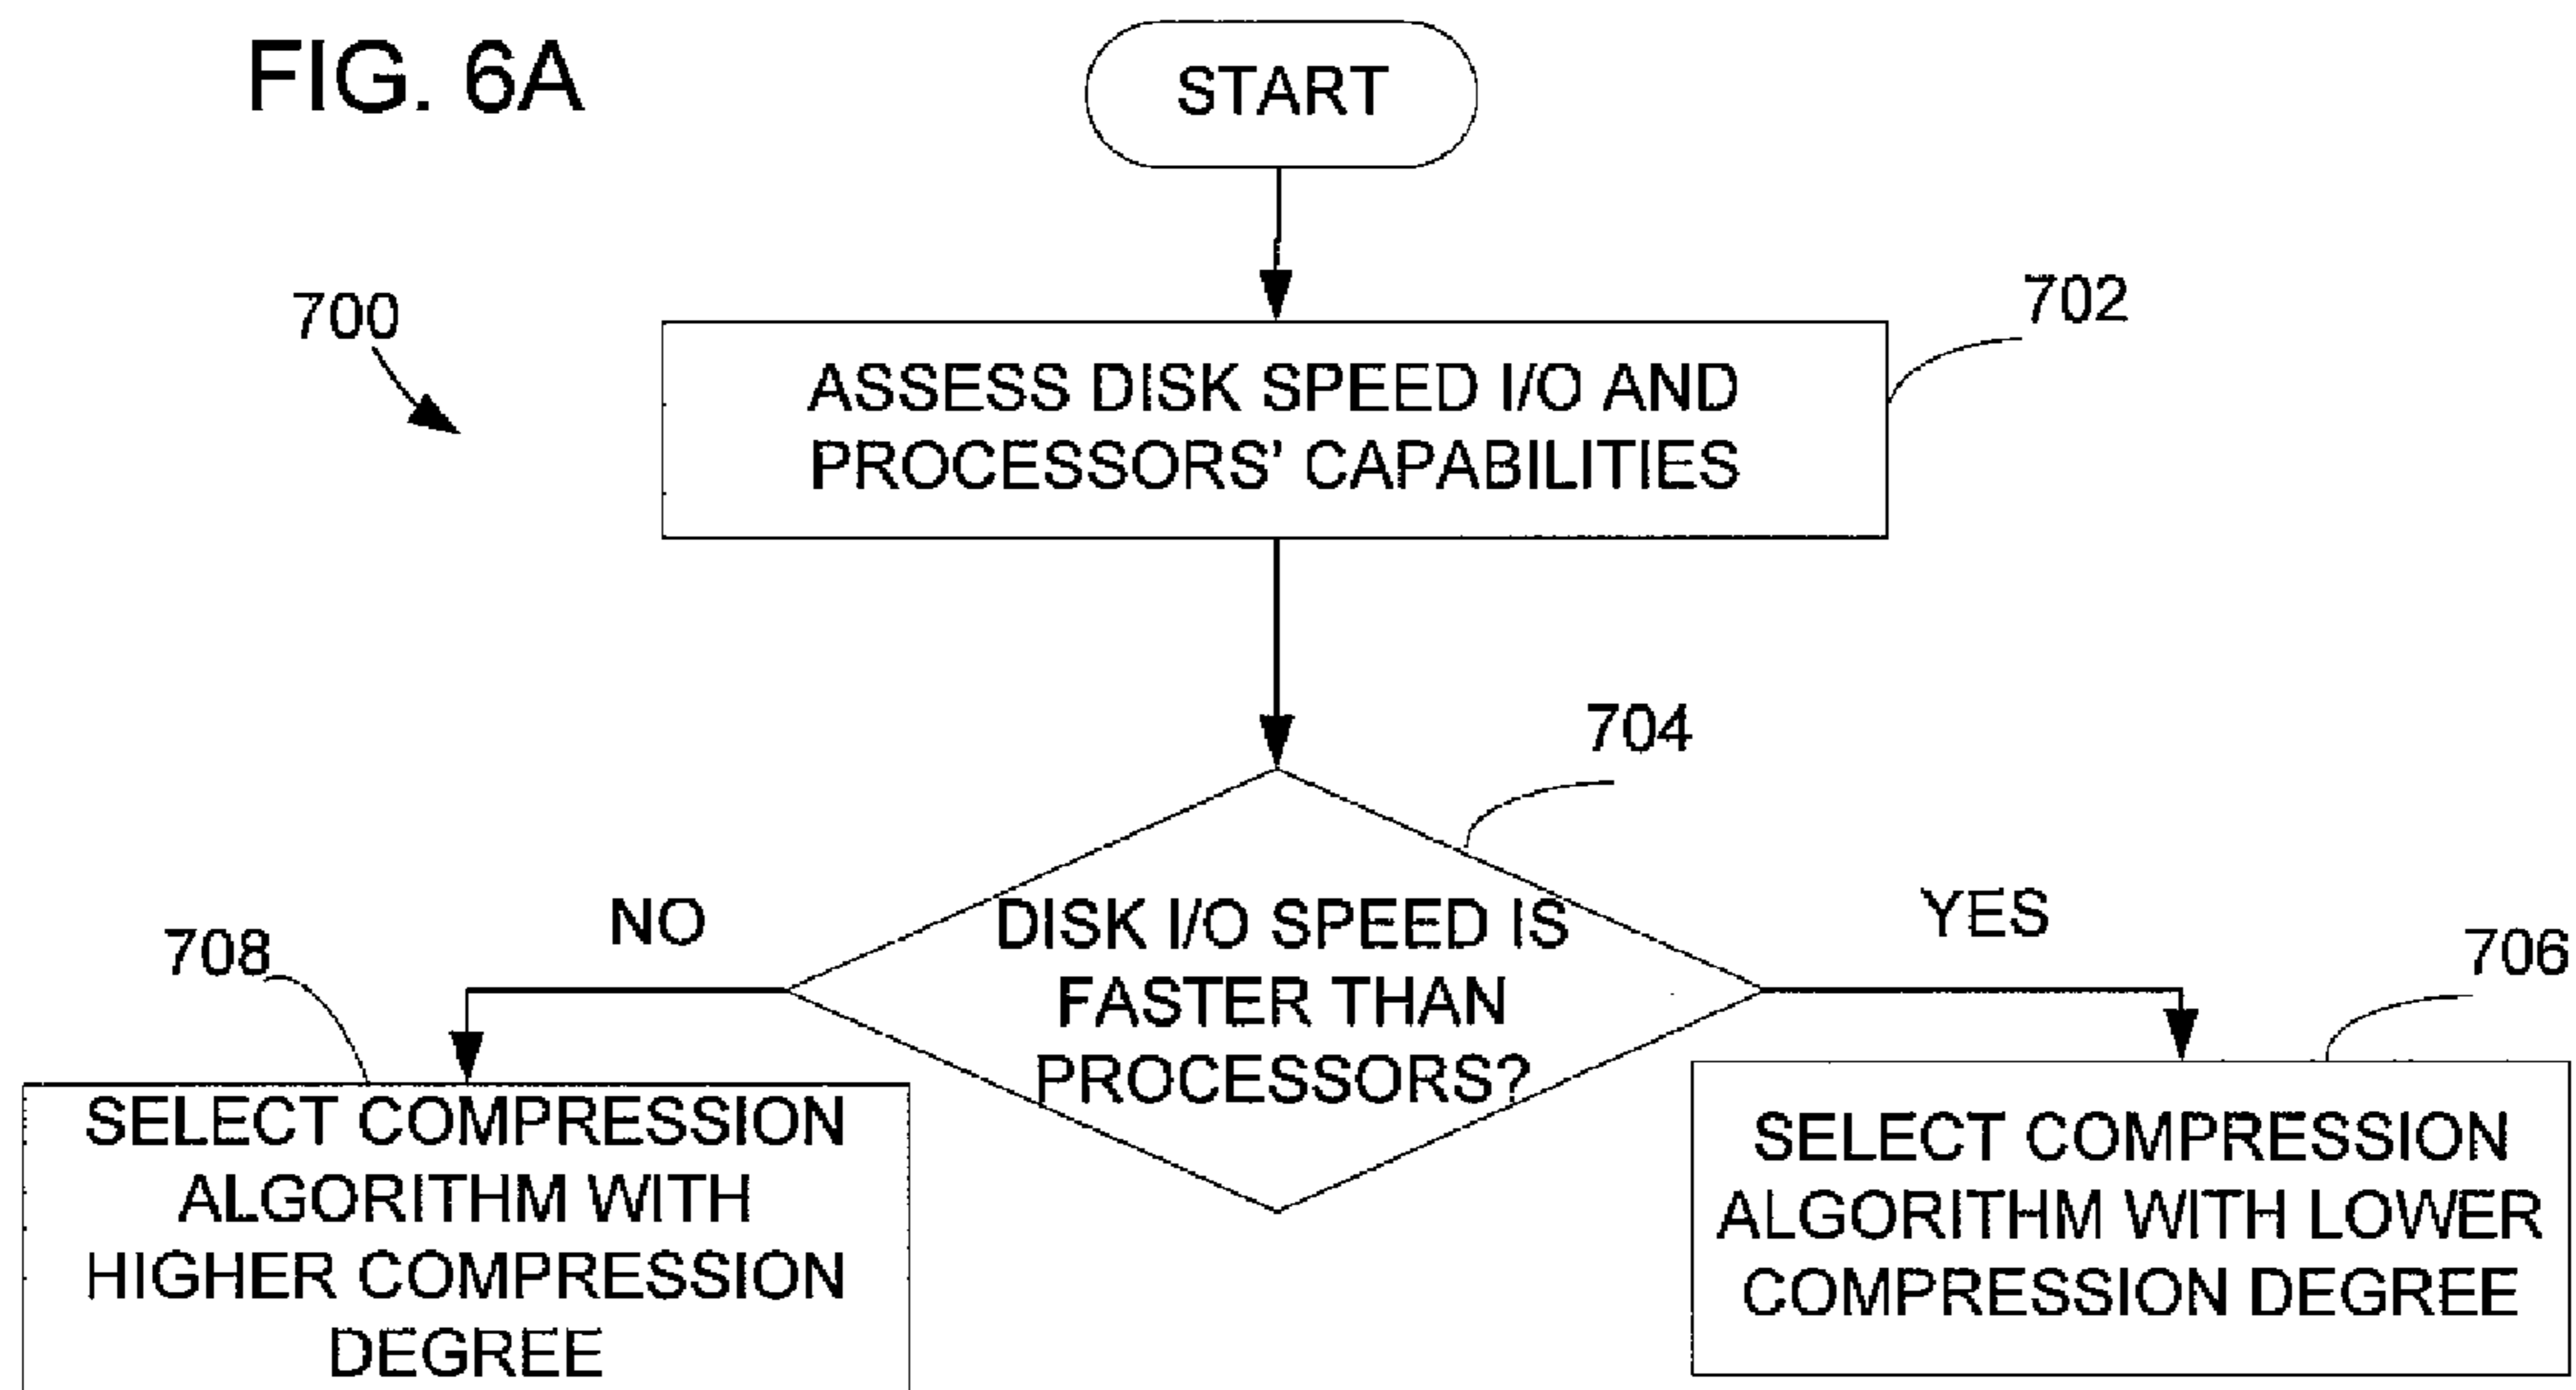 FIG. 6A
START
700
702
ASSESS DISK SPEED I/O AND
PROCESSORS' CAPABILITIES
704
DISK I/O SPEED IS
FASTER THAN
PROCESSORS?
NO
YES
708
SELECT COMPRESSION
ALGORITHM WITH
HIGHER COMPRESSION
DEGREE
706
SELECT COMPRESSION
ALGORITHM WITH LOWER
COMPRESSION DEGREE